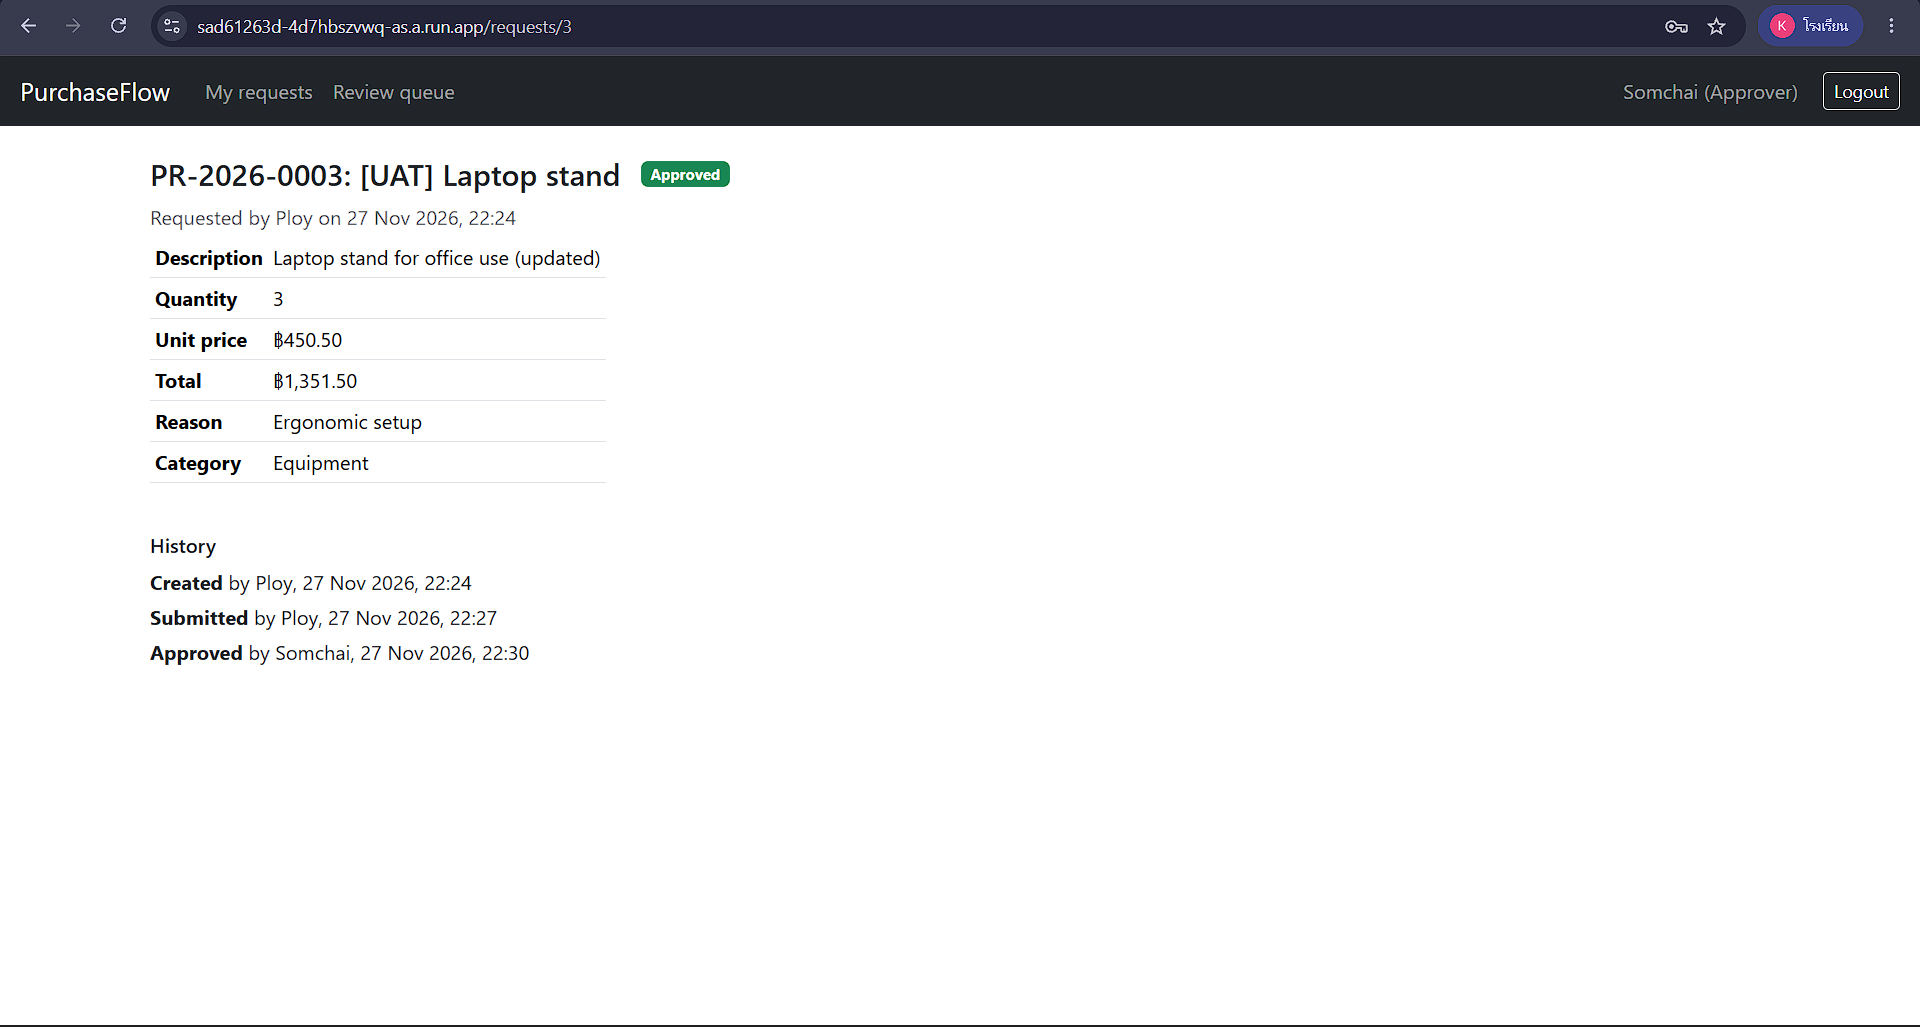 sad61263d-4d7hbszvwq-as.a.run.app/requests/3
K โรงเรียน
PurchaseFlow My requests Review queue Somchai (Approver) Logout
PR-2026-0003: [UAT] Laptop stand Approved
Requested by Ploy on 27 Nov 2026, 22:24
Description Laptop stand for office use (updated)
Quantity 3
Unit price ฿450.50
Total ฿1,351.50
Reason Ergonomic setup
Category Equipment
History
Created by Ploy, 27 Nov 2026, 22:24
Submitted by Ploy, 27 Nov 2026, 22:27
Approved by Somchai, 27 Nov 2026, 22:30